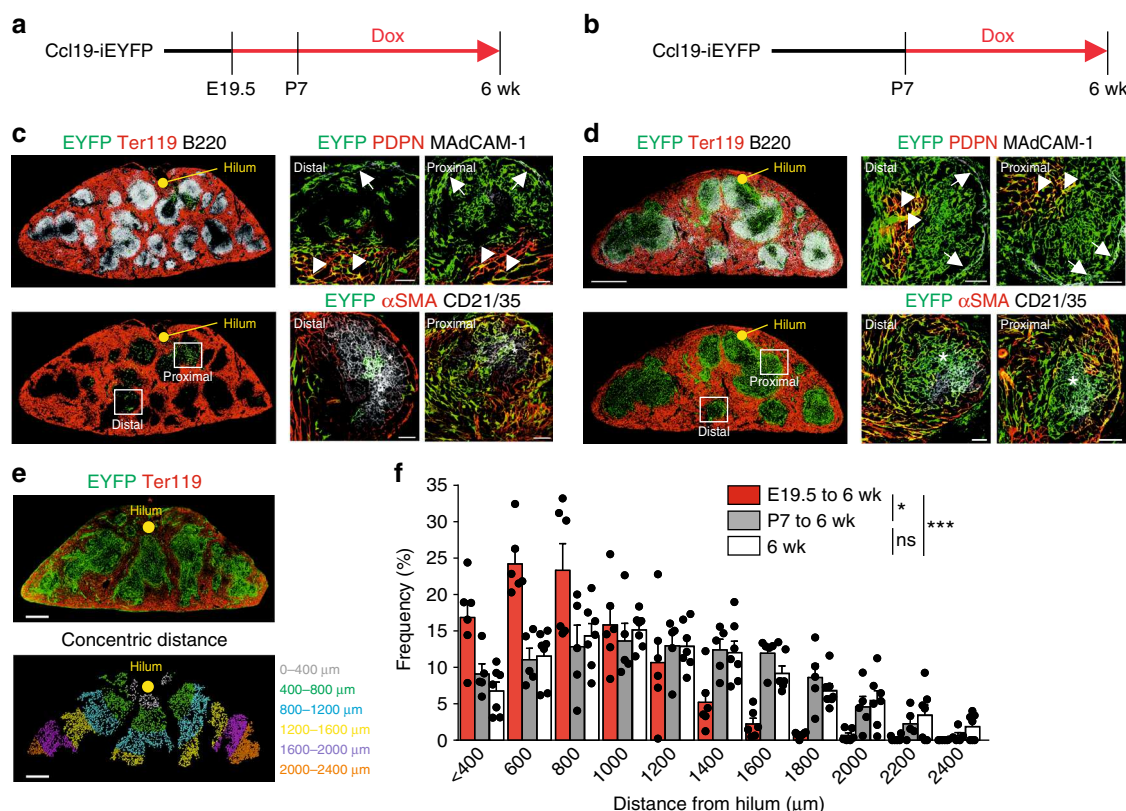 a
Dox
Ccl19-iEYFP
E19.5 P7 6 wk
b
Dox
Ccl19-iEYFP
P7 6 wk
c
EYFP Ter119 B220
Hilum
EYFP PDPN MAdCAM-1
Distal Proximal
Hilum
Proximal
Distal
EYFP αSMA CD21/35
Distal Proximal
d
EYFP Ter119 B220
Hilum
EYFP PDPN MAdCAM-1
Distal Proximal
Hilum
Proximal
Distal
EYFP αSMA CD21/35
Distal Proximal
* *
e
EYFP Ter119
Hilum
Concentric distance
Hilum
0–400 μm
400–800 μm
800–1200 μm
1200–1600 μm
1600–2000 μm
2000–2400 μm
f
Frequency (%)
35
30
25
20
15
10
5
0
E19.5 to 6 wk
P7 to 6 wk
6 wk
*
ns
***
<400 600 800 1000 1200 1400 1600 1800 2000 2200 2400
Distance from hilum (μm)